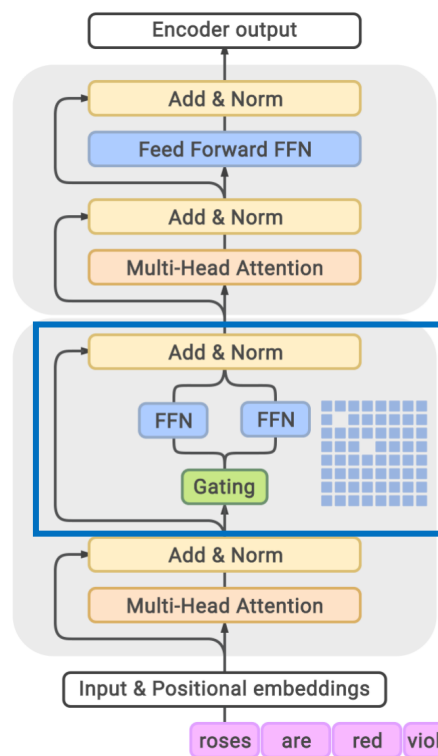 Encoder output
Add & Norm
Feed Forward FFN
Add & Norm
Multi-Head Attention
Add & Norm
FFN FFN
Gating
Add & Norm
Multi-Head Attention
Input & Positional embeddings
roses are red viol